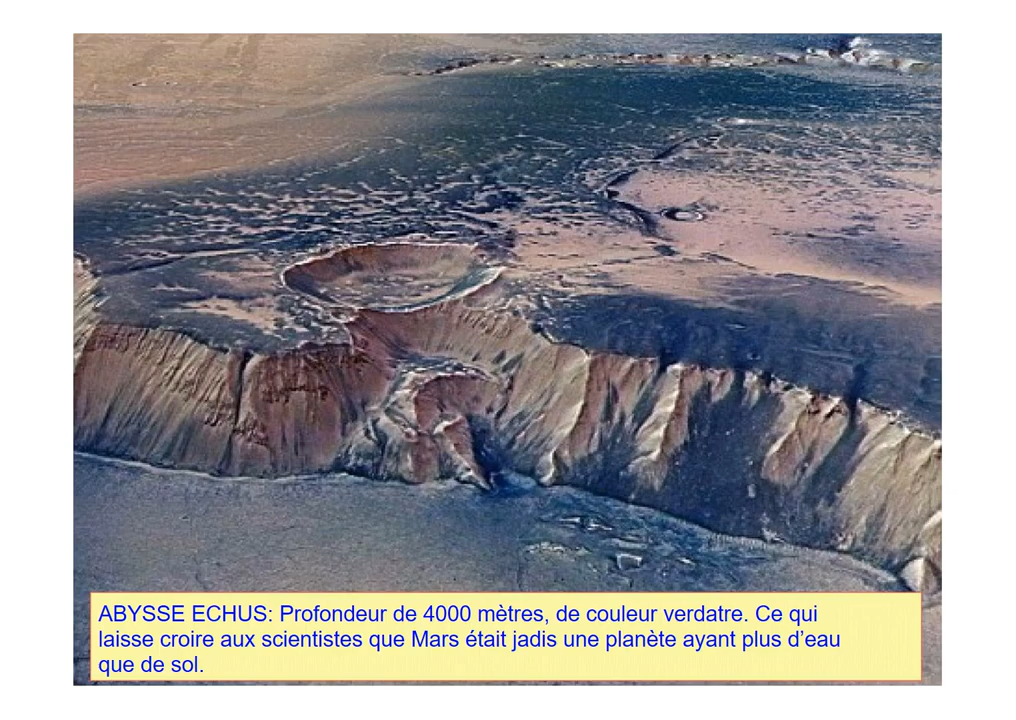 ABYSSE ECHUS: Profondeur de 4000 mètres, de couleur verdatre. Ce qui
laisse croire aux scientistes que Mars était jadis une planète ayant plus d’eau
que de sol.